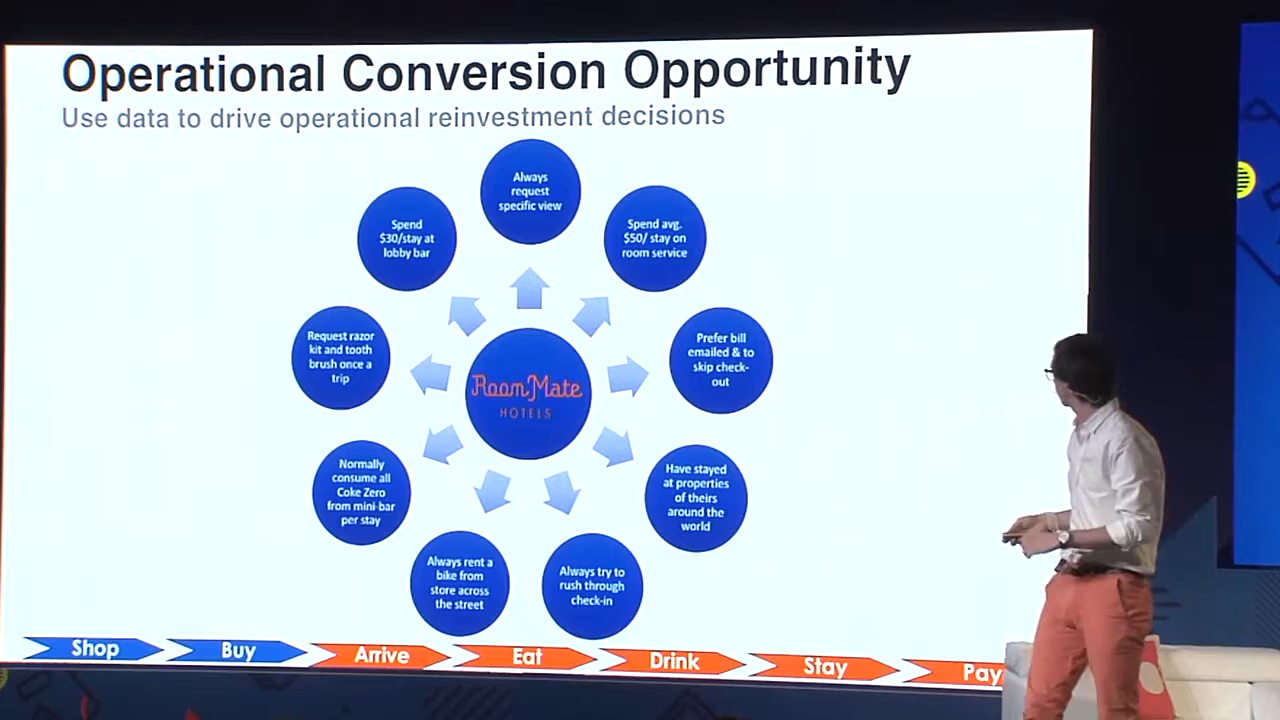 Operational Conversion Opportunity
Use data to drive operational reinvestment decisions
Always
request
specific view
Spend avg.
$50/ stay on
room service
Prefer bill
emailed & to
skip check-
out
Have stayed
at properties
of theirs
around the
world
Always try to
rush through
check-in
Always rent a
bike from
store across
the street
Normally
consume all
Coke Zero
from mini-bar
per stay
Request razor
kit and tooth
brush once a
trip
Spend
$30/stay at
lobby bar
Room Mate
HOTELS
Shop Buy Arrive Eat Drink Stay Pay